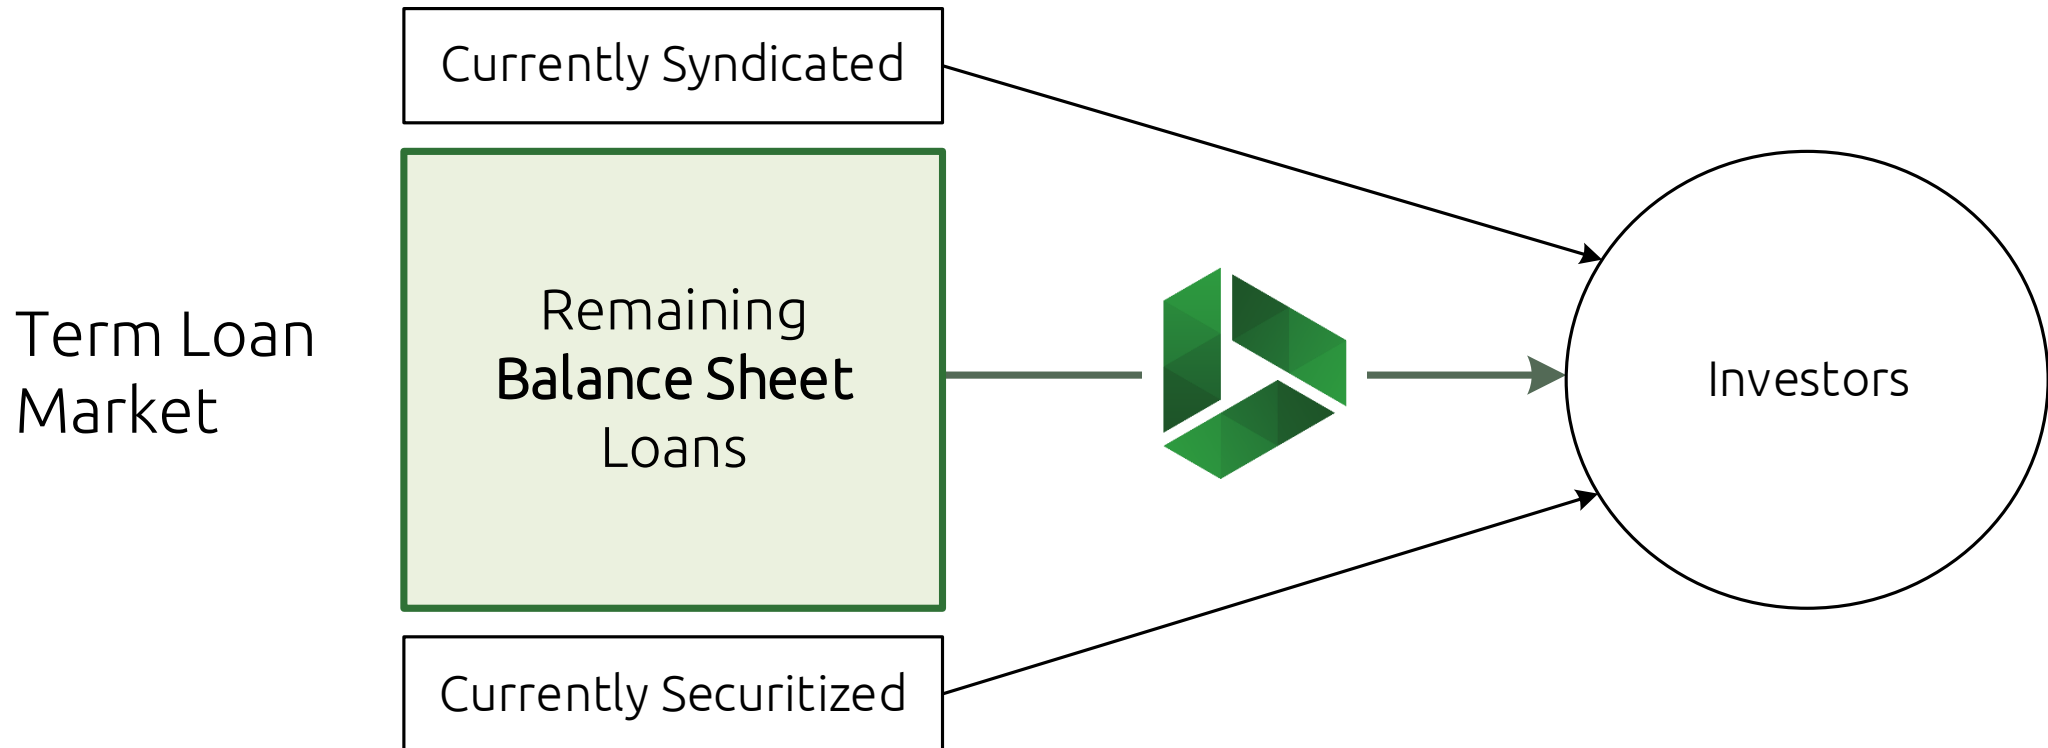 Currently Syndicated
Term Loan
Market
Remaining
Balance Sheet
Loans
Investors
Currently Securitized